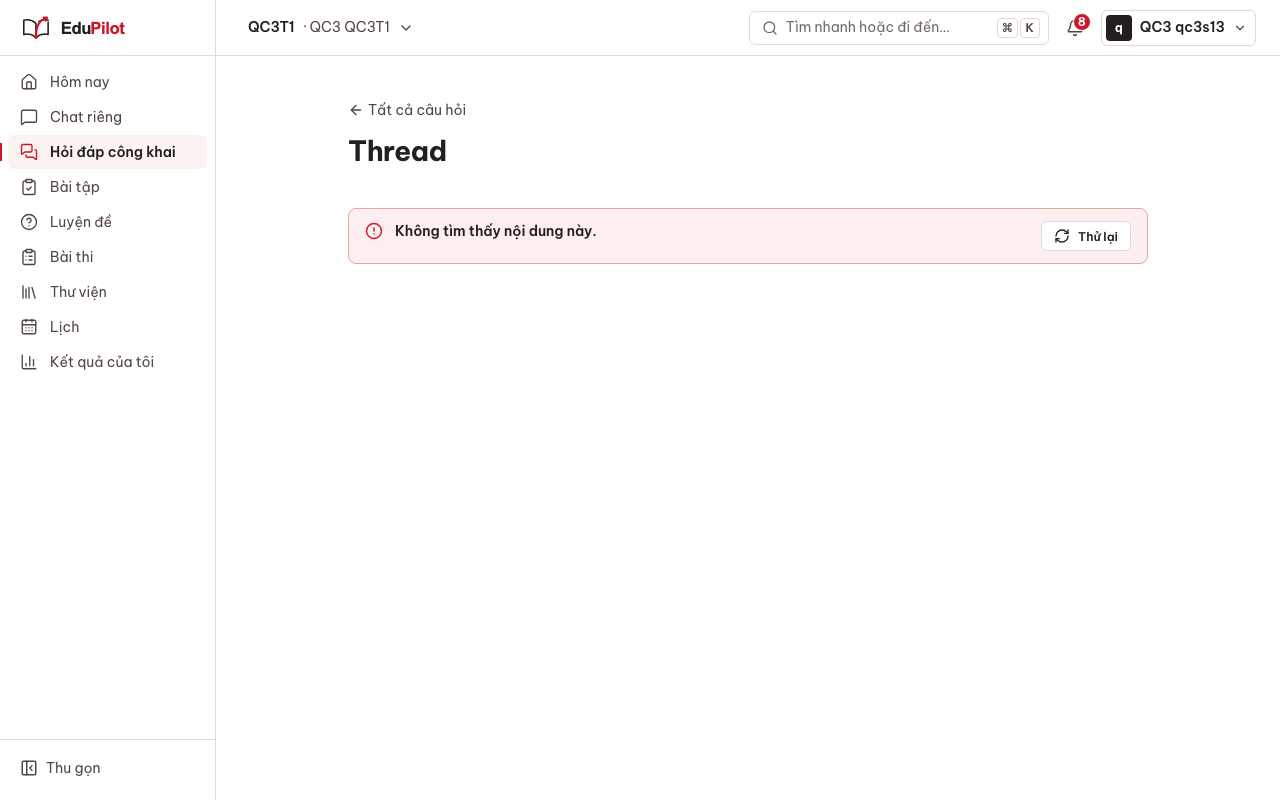 EduPilot
QC3T1 · QC3 QC3T1
Tìm nhanh hoặc đi đến... ⌘ K
8
q QC3 qc3s13
Hôm nay
Chat riêng
Hỏi đáp công khai
Bài tập
Luyện đề
Bài thi
Thư viện
Lịch
Kết quả của tôi
Thu gọn
Tất cả câu hỏi
Thread
Không tìm thấy nội dung này.
Thử lại